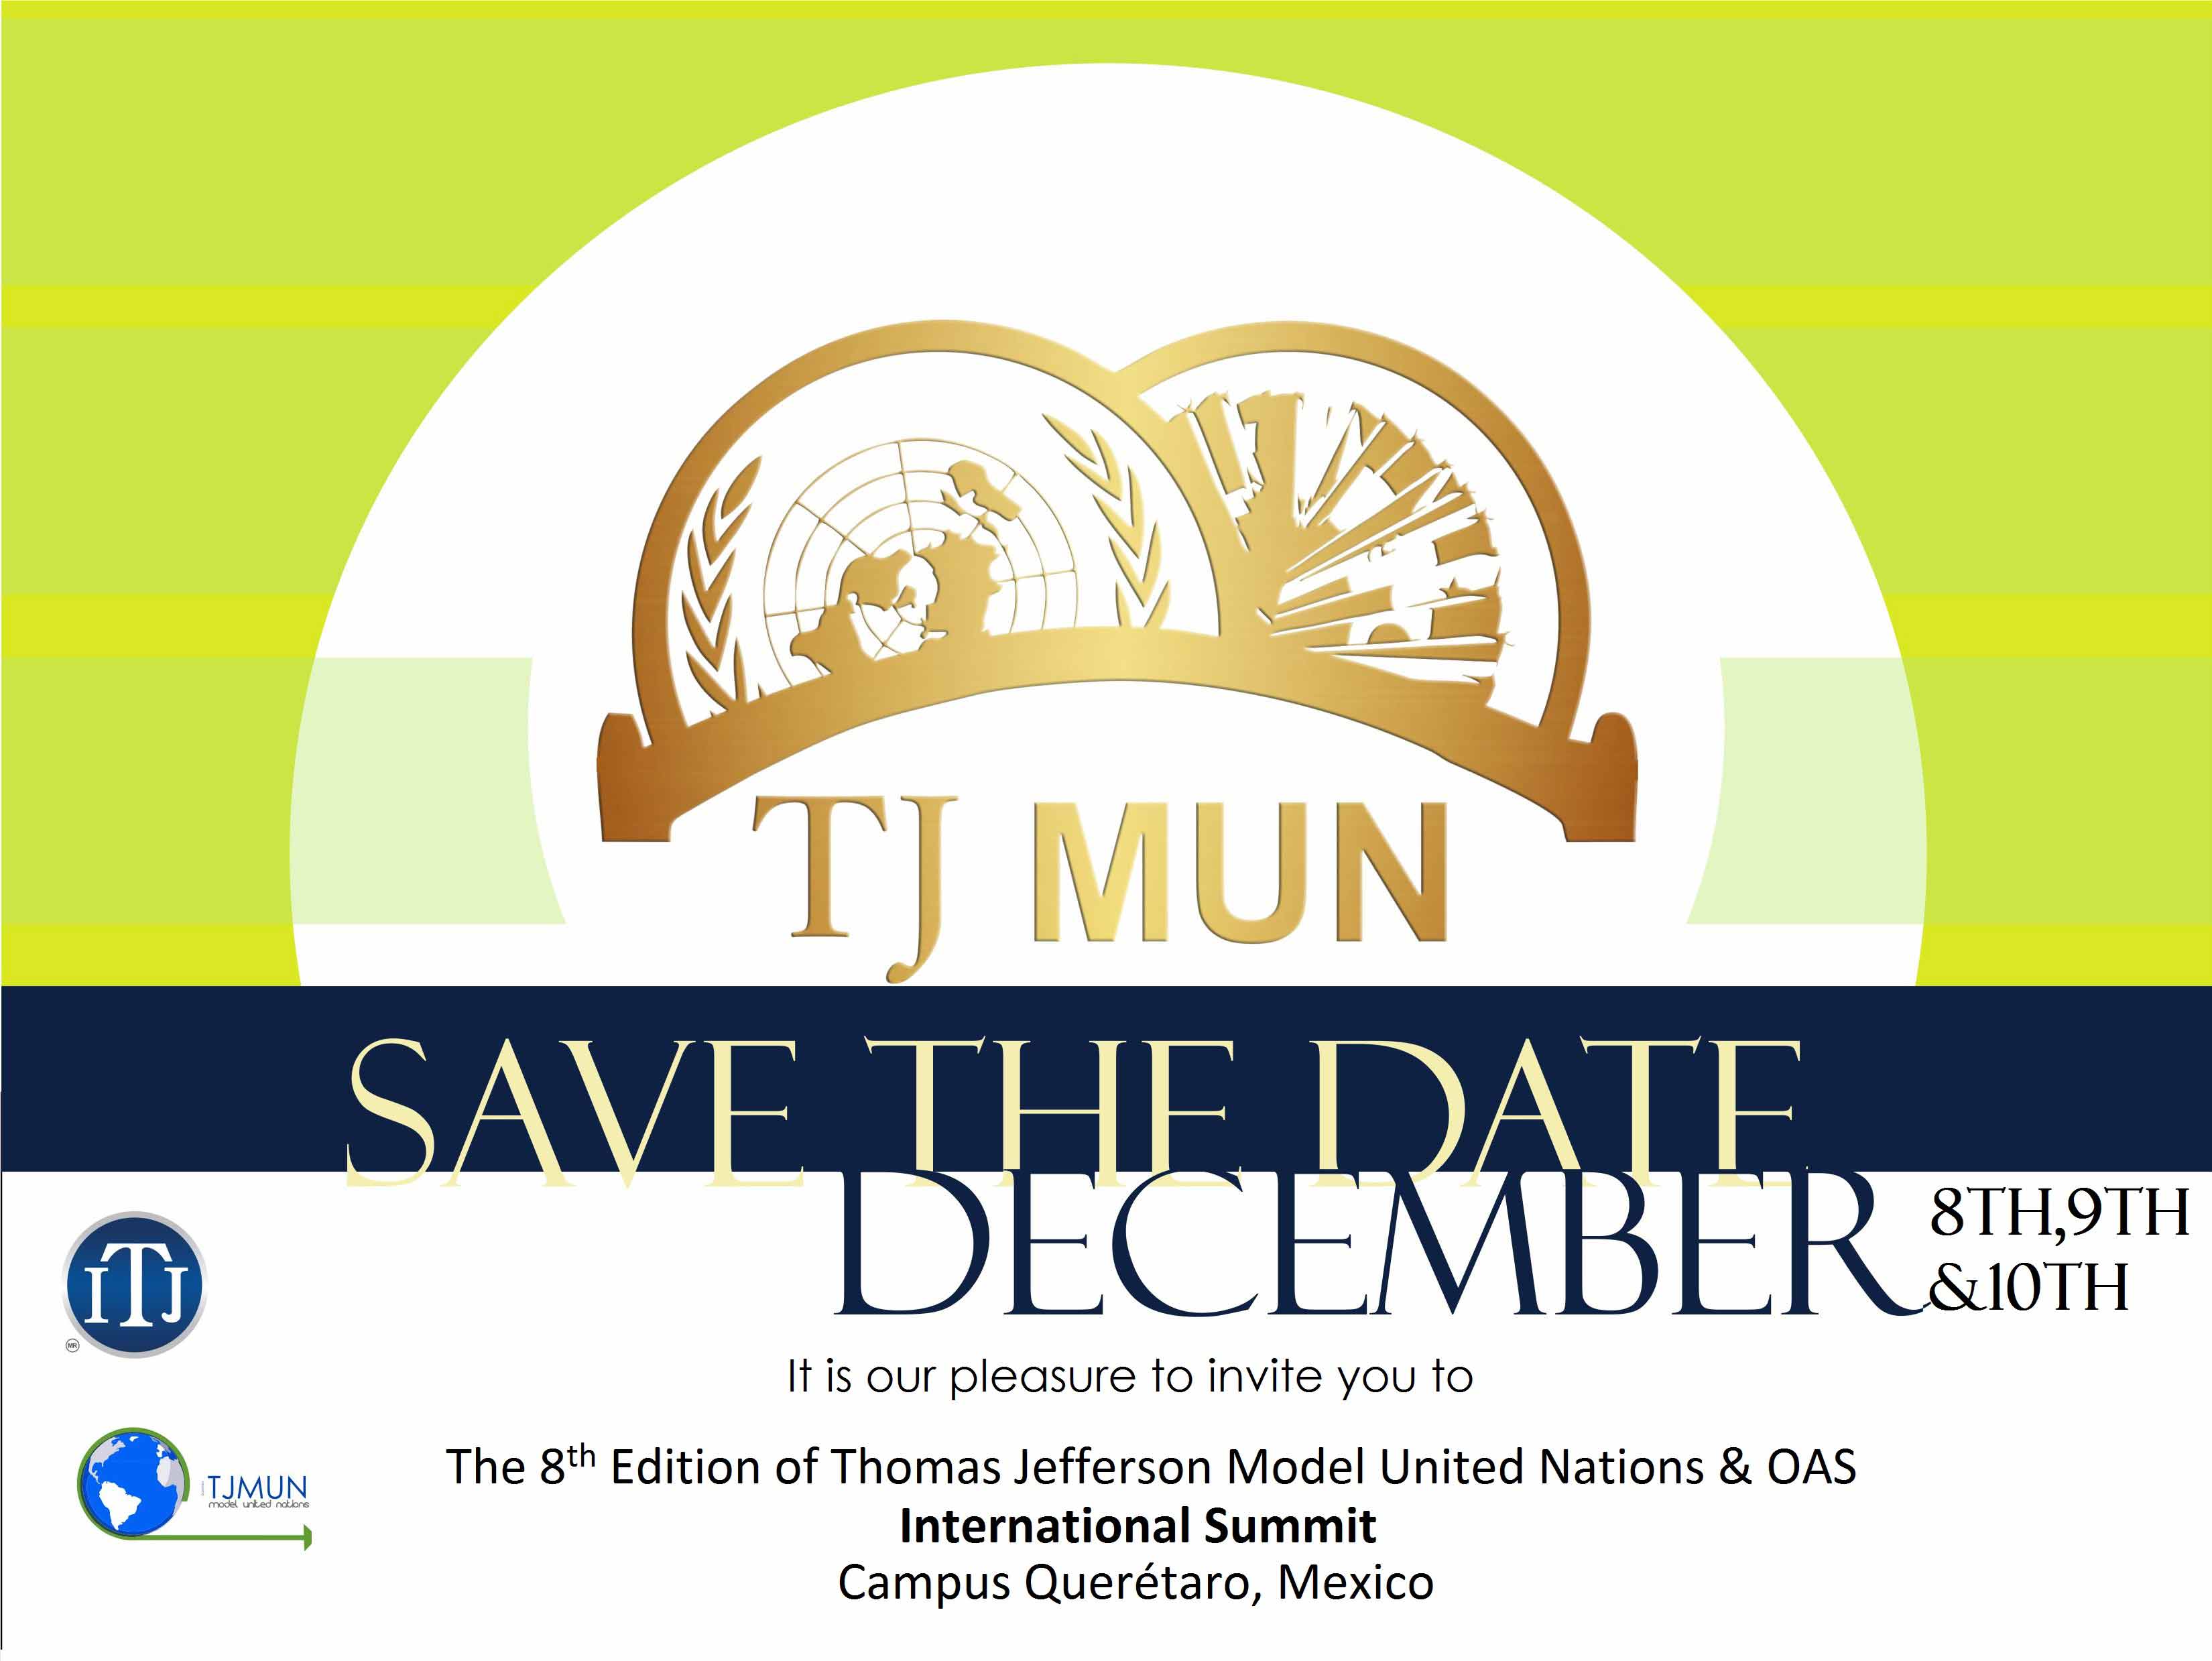 TJ MUN
SAVE THE DATE
DECEMBER 8TH,9TH
&10TH
ITJ
MR
It is our pleasure to invite you to
TJMUN
model united nations
The 8th Edition of Thomas Jefferson Model United Nations & OAS
International Summit
Campus Querétaro, Mexico